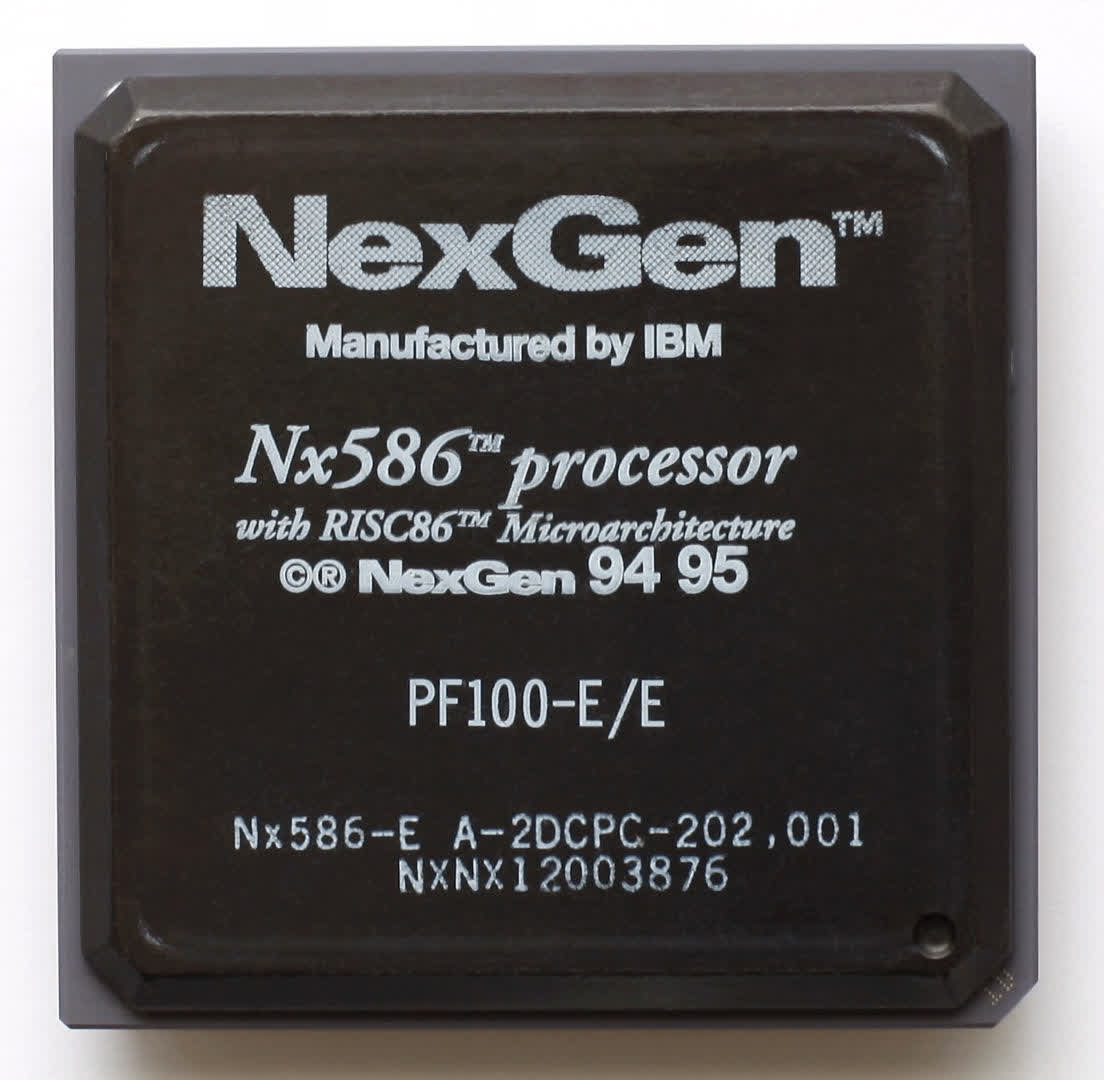 NexGen™
Manufactured by IBM
Nx586™ processor
with RISC86™ Microarchitecture
©® NexGen 94 95
PF100-E/E
Nx586-E A-2DCPC-202,001
NXNX12003876